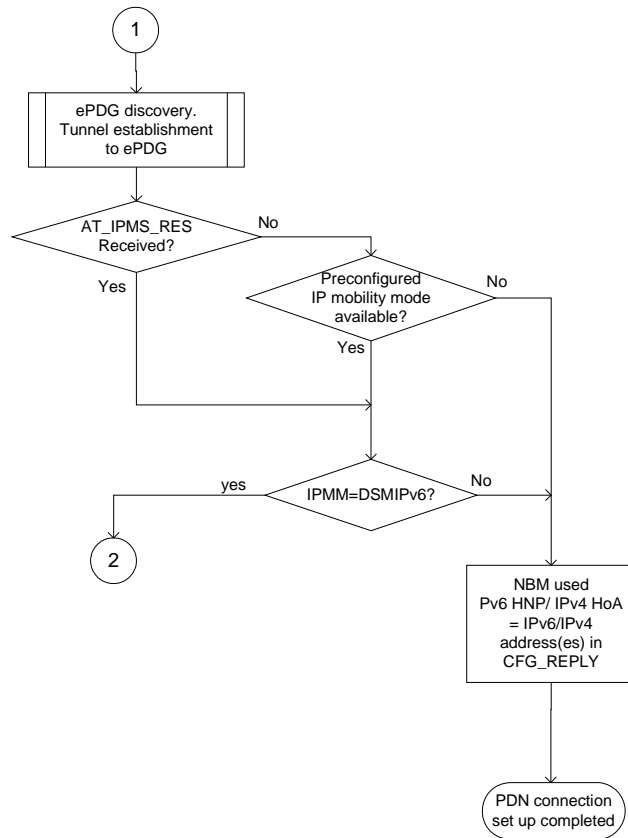 1
ePDG discovery.
Tunnel establishment
to ePDG
AT_IPMS_RES
Received?
No
Yes
Preconfigured
IP mobility mode
available?
No
Yes
yes
IPMM=DSMIPv6?
No
2
NBM used
Pv6 HNP/ IPv4 HoA
= IPv6/IPv4
address(es) in
CFG_REPLY
PDN connection
set up completed